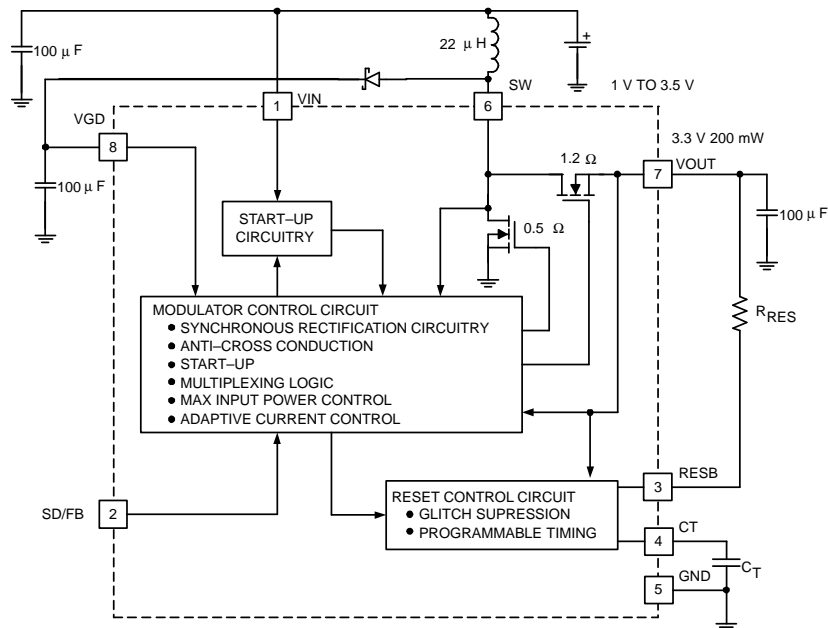 100 μ F
22 μ H
+
1 V TO 3.5 V
SW
6
VIN
1
VGD
8
3.3 V 200 mW
VOUT
7
1.2 Ω
100 μ F
100 μ F
START–UP
CIRCUITRY
0.5 Ω
MODULATOR CONTROL CIRCUIT
● SYNCHRONOUS RECTIFICATION CIRCUITRY
● ANTI–CROSS CONDUCTION
● START–UP
● MULTIPLEXING LOGIC
● MAX INPUT POWER CONTROL
● ADAPTIVE CURRENT CONTROL
RRES
SD/FB
2
RESET CONTROL CIRCUIT
● GLITCH SUPRESSION
● PROGRAMMABLE TIMING
RESB
3
CT
4
CT
GND
5